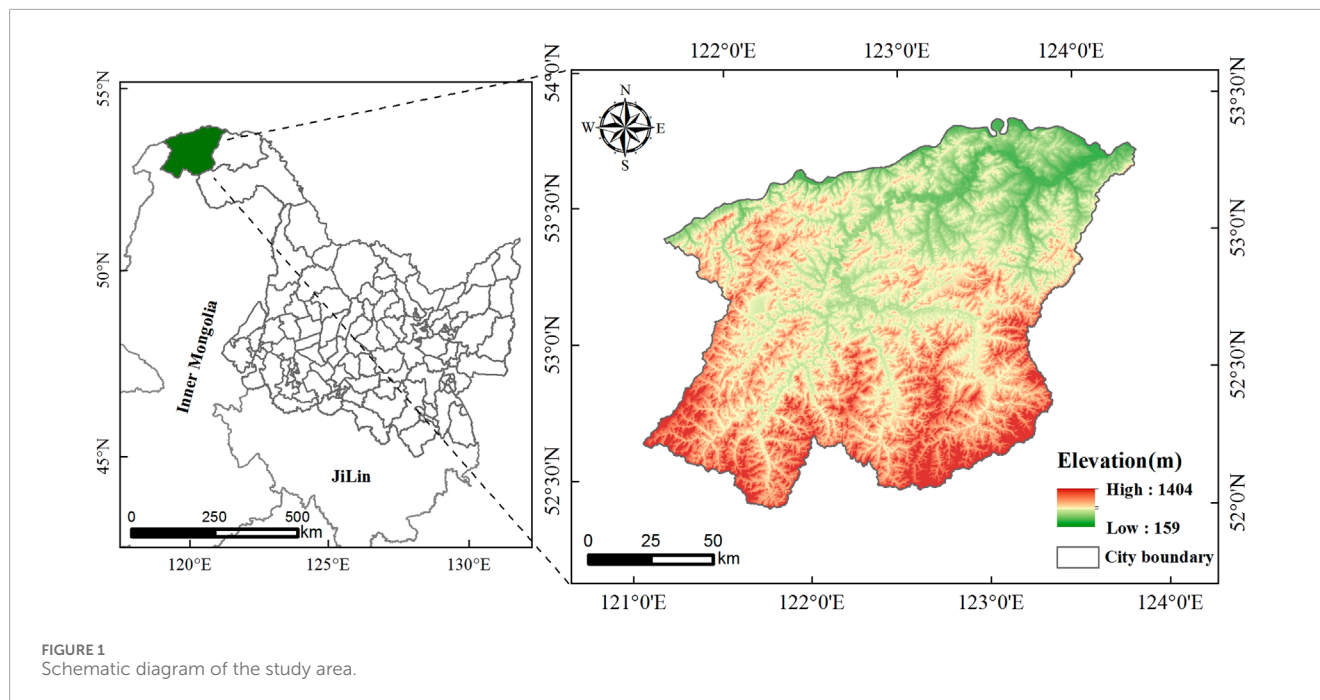 55°N
50°N
45°N
Inner Mongolia
JiLin
0 250 500
km
120°E 125°E 130°E
122°0'E 123°0'E 124°0'E
54°0'N
53°30'N
53°0'N
52°30'N
53°30'N
53°0'N
52°30'N
52°0'N
N
W E
S
Elevation(m)
High : 1404
Low : 159
City boundary
0 25 50
km
121°0'E 122°0'E 123°0'E 124°0'E
FIGURE 1
Schematic diagram of the study area.